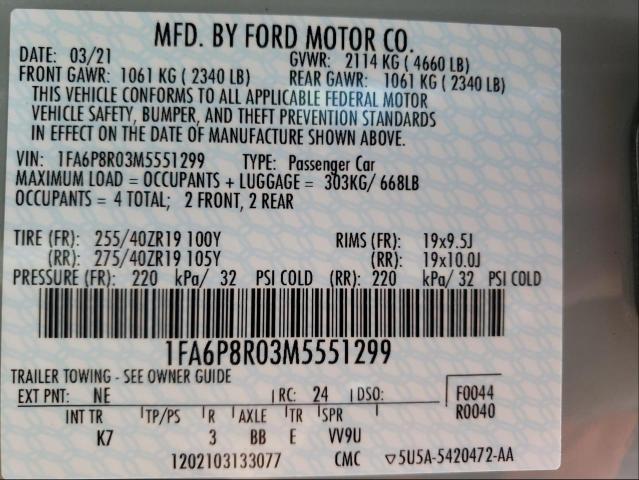 MFD. BY FORD MOTOR CO.
DATE: 03/21 GVWR: 2114 KG ( 4660 LB)
FRONT GAWR: 1061 KG ( 2340 LB) REAR GAWR: 1061 KG ( 2340 LB)
THIS VEHICLE CONFORMS TO ALL APPLICABLE FEDERAL MOTOR
VEHICLE SAFETY, BUMPER, AND THEFT PREVENTION STANDARDS
IN EFFECT ON THE DATE OF MANUFACTURE SHOWN ABOVE.
VIN: 1FA6P8R03M5551299 TYPE: Passenger Car
MAXIMUM LOAD = OCCUPANTS + LUGGAGE = 303KG/ 668LB
OCCUPANTS = 4 TOTAL; 2 FRONT, 2 REAR
TIRE (FR): 255/40ZR19 100Y RIMS (FR): 19x9.5J
(RR): 275/40ZR19 105Y (RR): 19x10.0J
PRESSURE (FR): 220 kPa/ 32 PSI COLD (RR): 220 kPa/ 32 PSI COLD
1FA6P8R03M5551299
TRAILER TOWING - SEE OWNER GUIDE
EXT PNT: NE RC: 24 DSO: F0044
R0040
INT TR TP/PS R AXLE TR SPR
K7 3 BB E VV9U
1202103133077 CMC ▽5U5A-5420472-AA